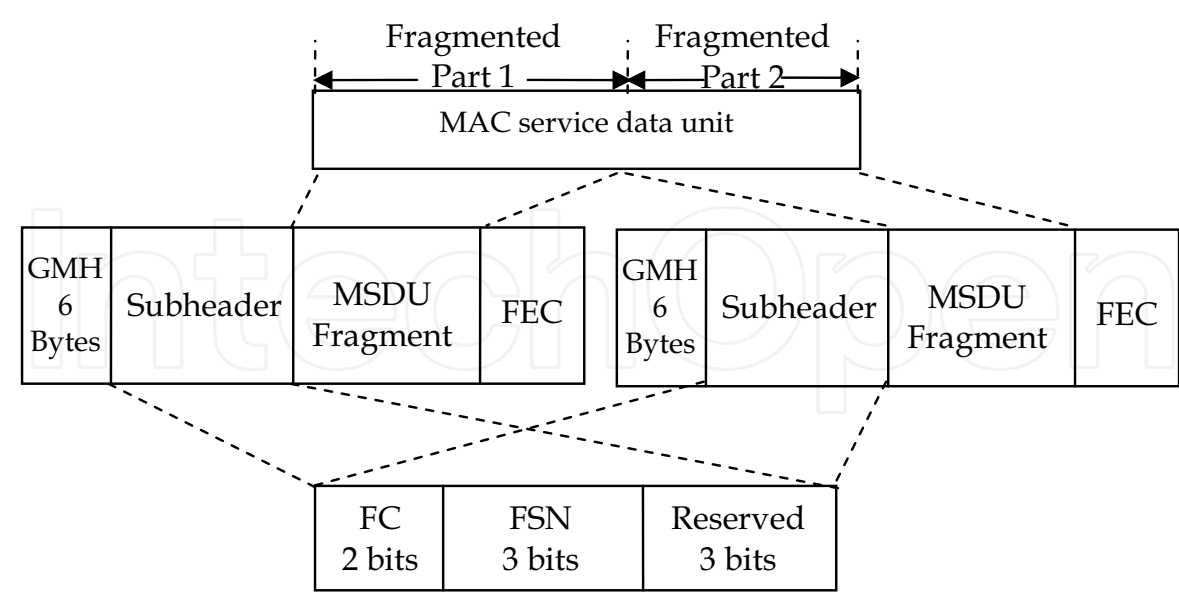 Fragmented
Part 1
Fragmented
Part 2
MAC service data unit
GMH
6
Bytes
Subheader
MSDU
Fragment
FEC
GMH
6
Bytes
Subheader
MSDU
Fragment
FEC
FC
2 bits
FSN
3 bits
Reserved
3 bits
IntechOpen